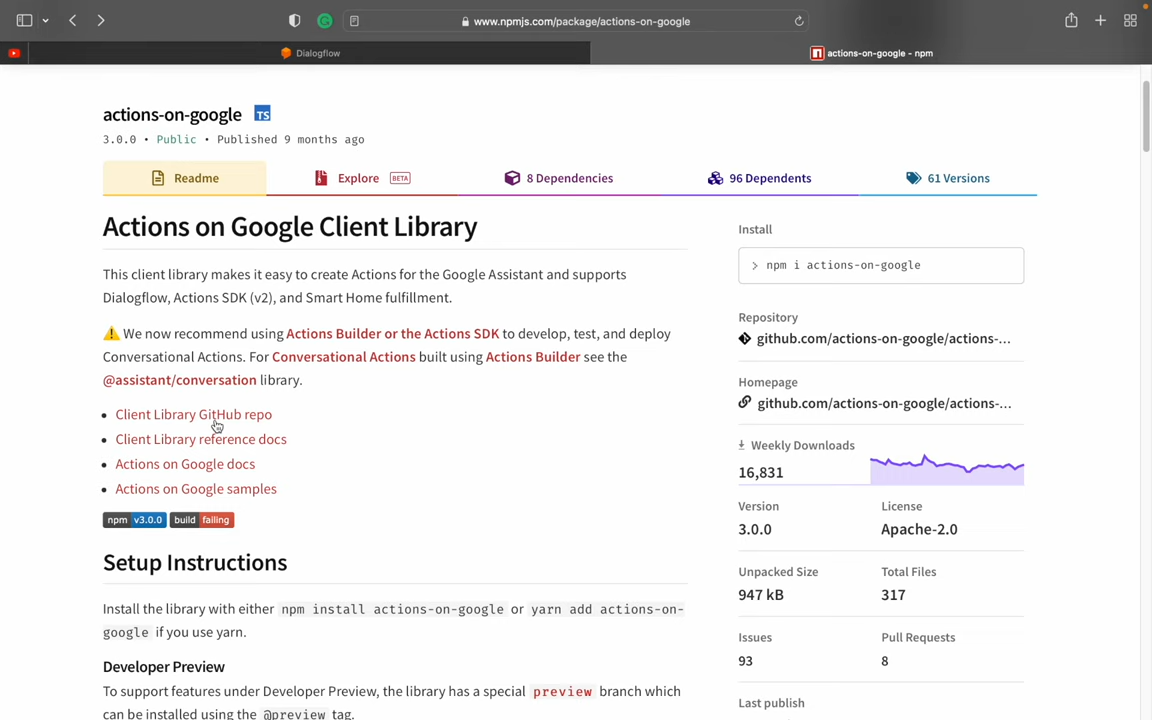 www.npmjs.com/package/actions-on-google
Dialogflow
actions-on-google - npm
actions-on-google TS
3.0.0 • Public • Published 9 months ago
Readme
Explore BETA
8 Dependencies
96 Dependents
61 Versions
Actions on Google Client Library
This client library makes it easy to create Actions for the Google Assistant and supports
Dialogflow, Actions SDK (v2), and Smart Home fulfillment.
⚠️ We now recommend using Actions Builder or the Actions SDK to develop, test, and deploy
Conversational Actions. For Conversational Actions built using Actions Builder see the
@assistant/conversation library.
• Client Library GitHub repo
• Client Library reference docs
• Actions on Google docs
• Actions on Google samples
npm v3.0.0 build failing
Setup Instructions
Install the library with either npm install actions-on-google or yarn add actions-on-
google if you use yarn.
Developer Preview
To support features under Developer Preview, the library has a special preview branch which
can be installed using the @preview tag.
Install
> npm i actions-on-google
Repository
github.com/actions-on-google/actions-...
Homepage
github.com/actions-on-google/actions-...
Weekly Downloads
16,831
Version
License
3.0.0
Apache-2.0
Unpacked Size
Total Files
947 kB
317
Issues
Pull Requests
93
8
Last publish